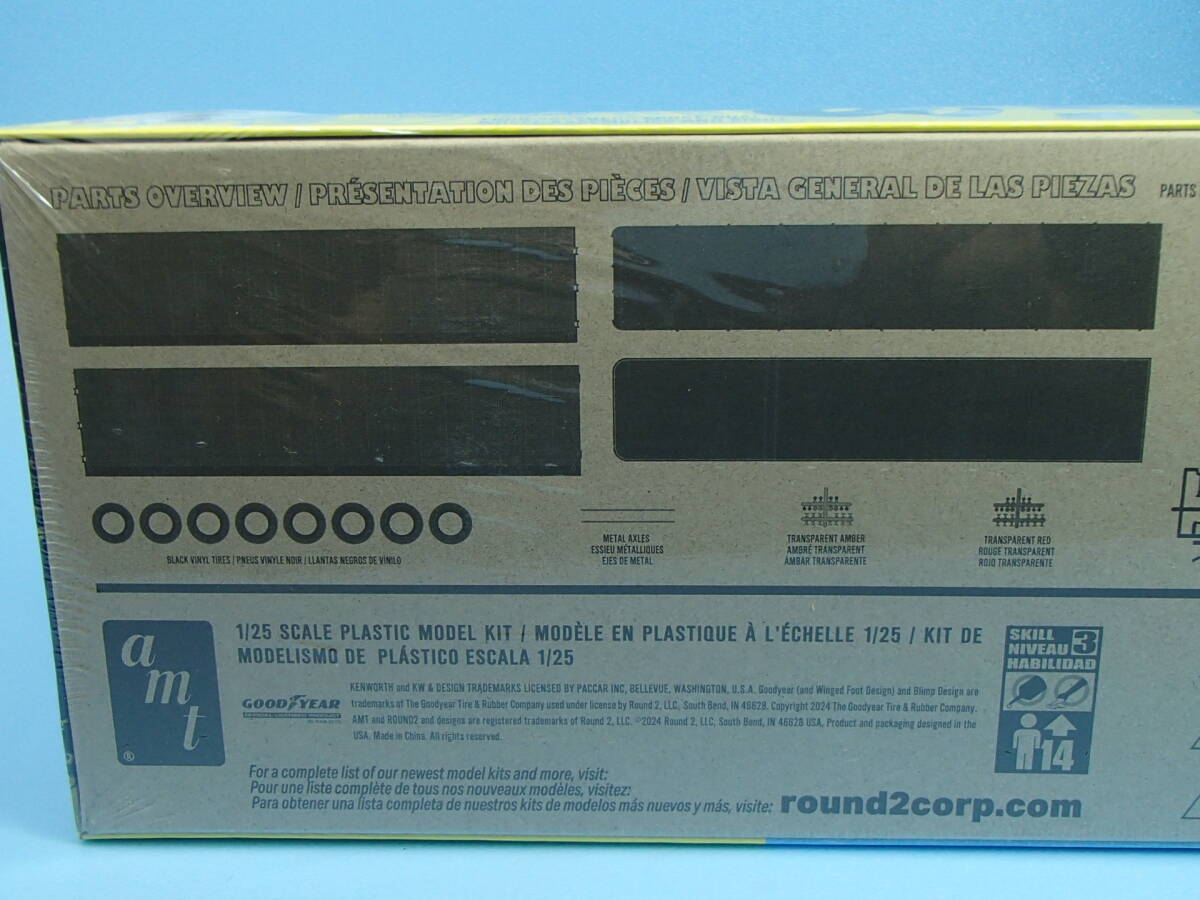 PARTS OVERVIEW / PRÉSENTATION DES PIÈCES / VISTA GENERAL DE LAS PIEZAS
PARTS
BLACK VINYL TIRES / PNEUS VINYLE NOIR / LLANTAS NEGROS DE VINILO
METAL AXLES
ESSIEU MÉTALLIQUES
EJES DE METAL
TRANSPARENT AMBER
AMBRÉ TRANSPARENT
ÁMBAR TRANSPARENTE
TRANSPARENT RED
ROUGE TRANSPARENT
ROJO TRANSPARENTE
amt
®
1/25 SCALE PLASTIC MODEL KIT / MODÈLE EN PLASTIQUE À L'ÉCHELLE 1/25 / KIT DE
MODELISMO DE PLÁSTICO ESCALA 1/25
GOODYEAR
KENWORTH and KW & DESIGN TRADEMARKS LICENSED BY PACCAR INC, BELLEVUE, WASHINGTON, U.S.A. Goodyear (and Winged Foot Design) and Blimp Design are
trademarks of The Goodyear Tire & Rubber Company used under license by Round 2, LLC, South Bend, IN 46628. Copyright 2024 The Goodyear Tire & Rubber Company.
AMT and ROUND2 and designs are registered trademarks of Round 2, LLC. ©2024 Round 2, LLC, South Bend, IN 46628 USA, Product and packaging designed in the
USA. Made in China. All rights reserved.
SKILL
NIVEAU 3
HABILIDAD
14
For a complete list of our newest model kits and more, visit:
Pour une liste complète de tous nos nouveaux modèles, visitez:
Para obtener una lista completa de nuestros kits de modelos más nuevos y más, visite: round2corp.com